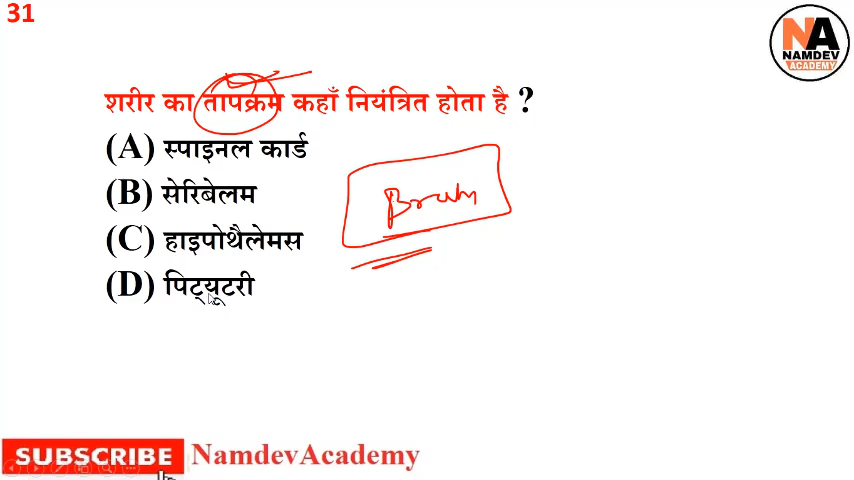 31
NA
NAMDEV
ACADEMY
शरीर का तापक्रम कहाँ नियंत्रित होता है ?
(A) स्पाइनल कार्ड
(B) सेरिबेलम
Brain
(C) हाइपोथैलेमस
(D) पिट्यूटरी
SUBSCRIBE NamdevAcademy